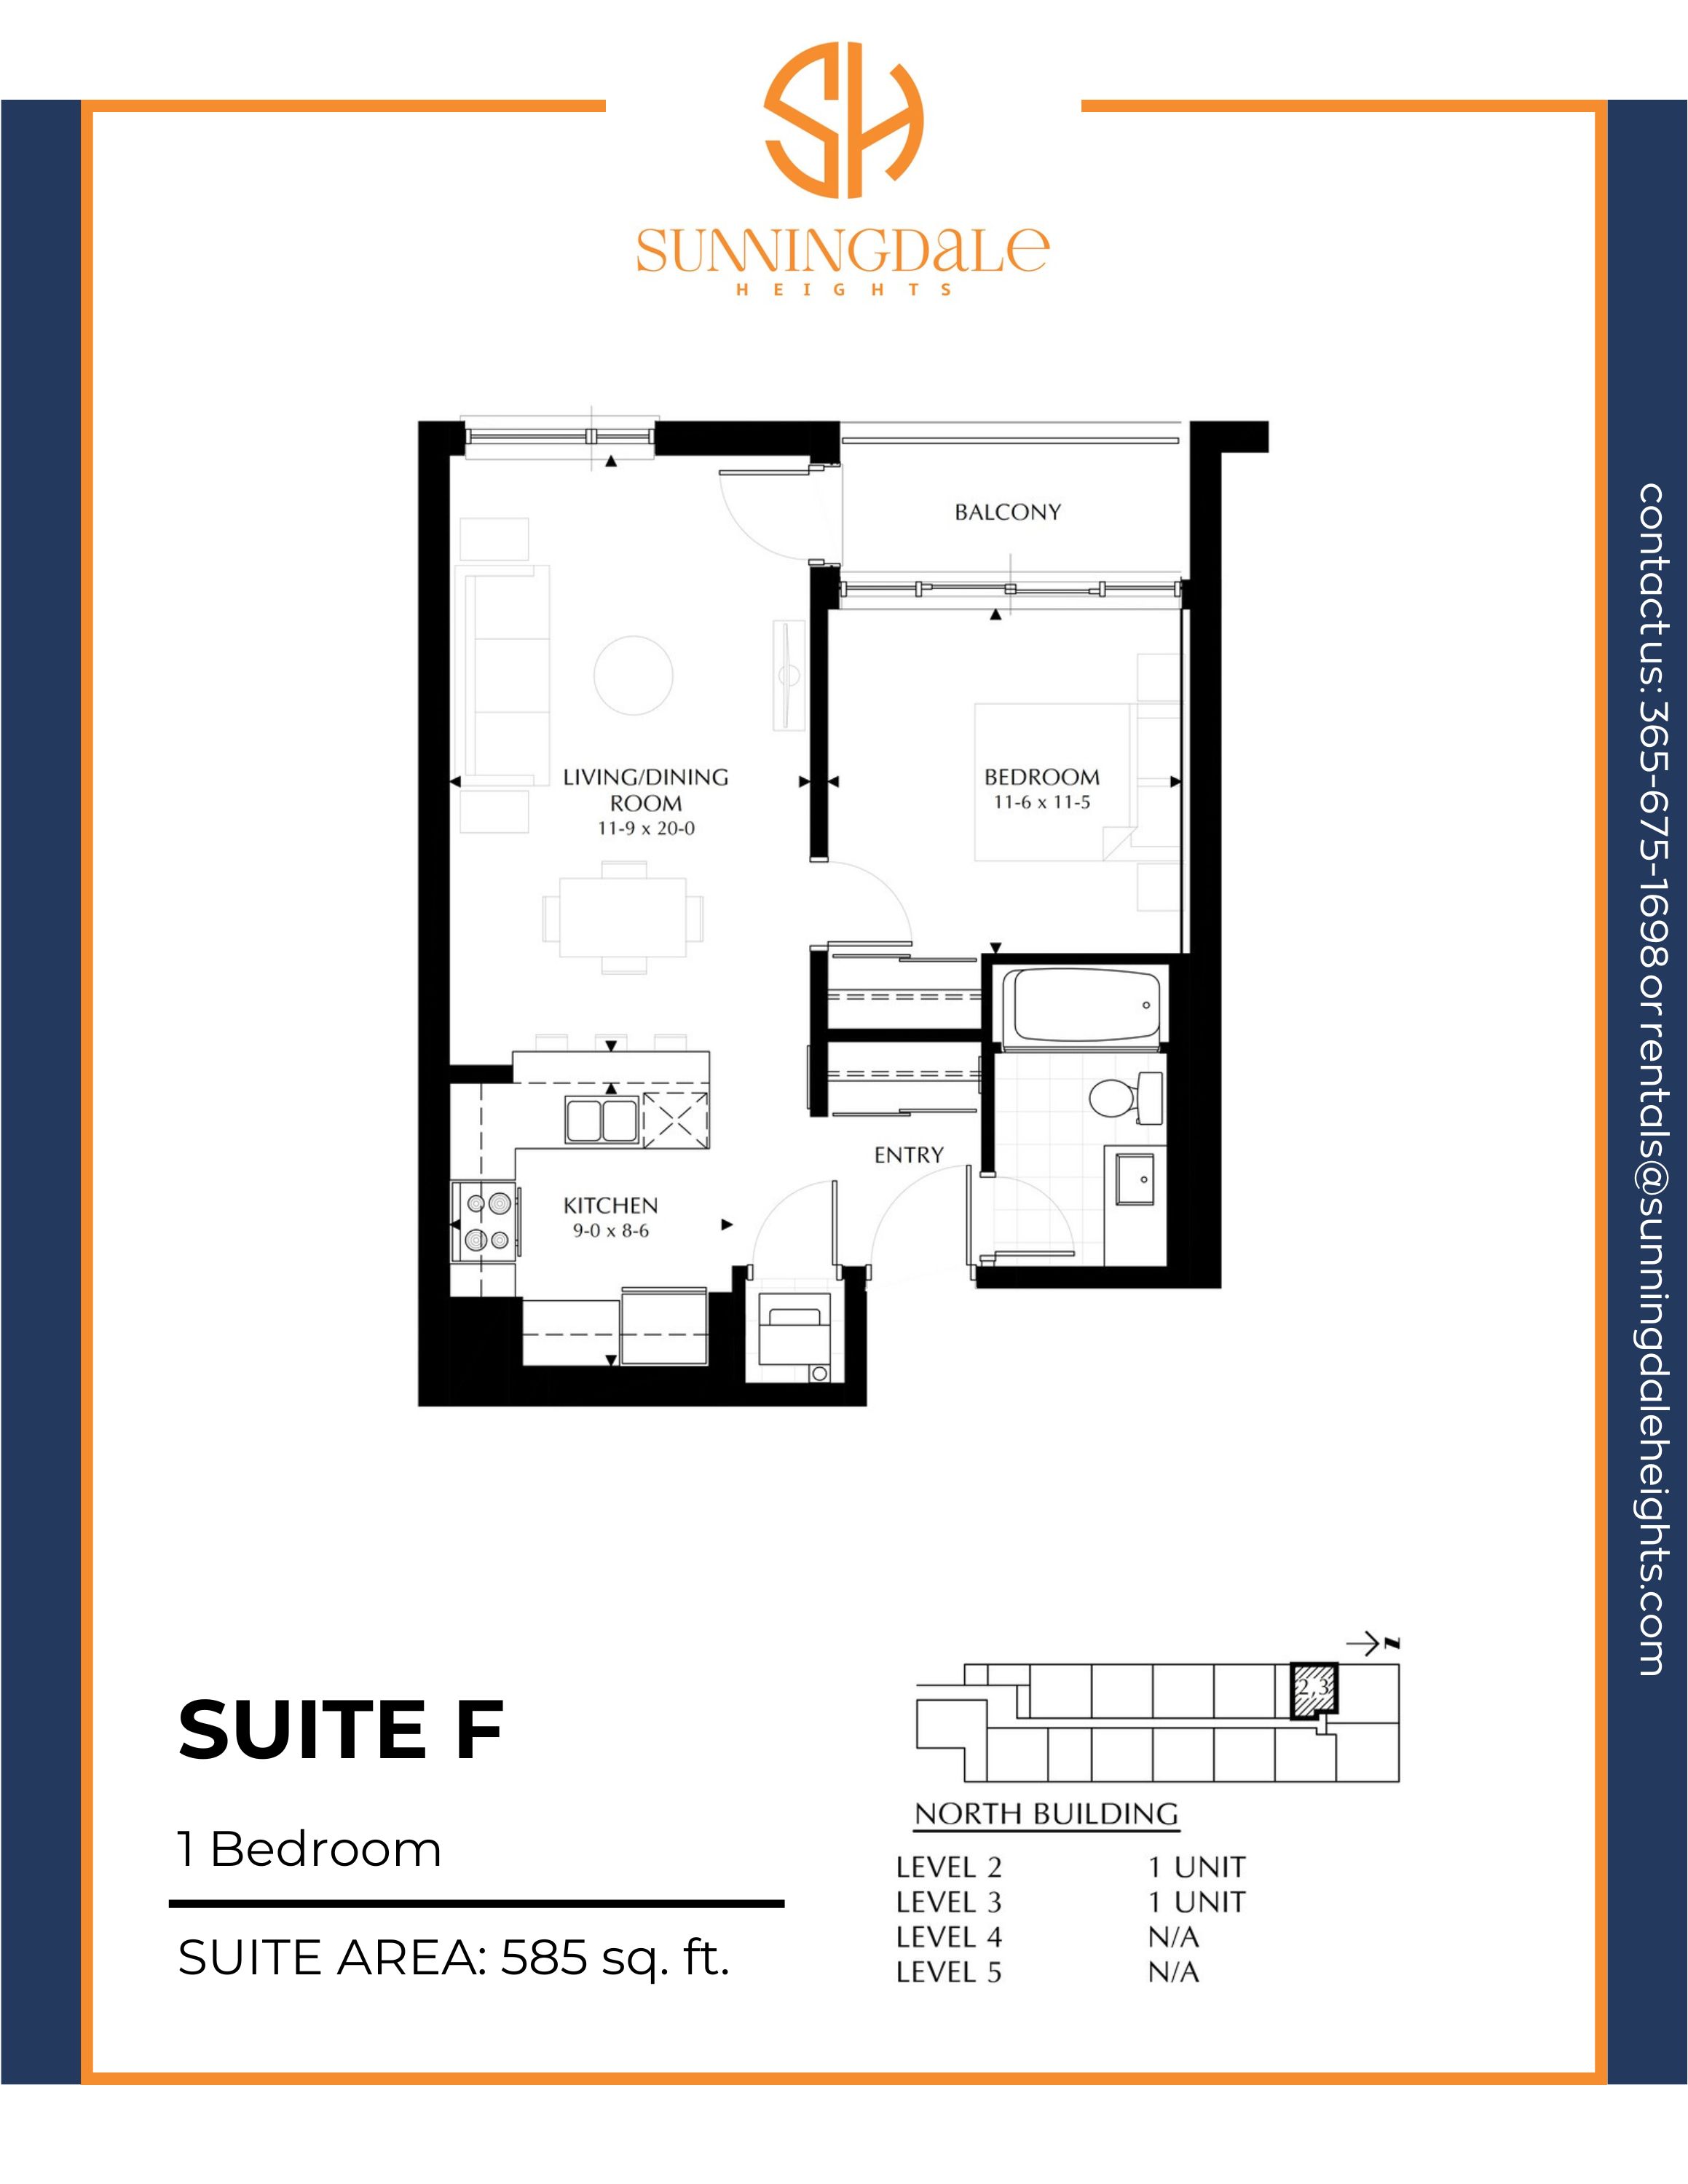 SUNNINGDALE
HEIGHTS
BALCONY
LIVING/DINING
ROOM
11-9 x 20-0
BEDROOM
11-6 x 11-5
ENTRY
KITCHEN
9-0 x 8-6
contact us: 365-675-1698 or rentals@sunningdaleheights.com
SUITE F
1 Bedroom
SUITE AREA: 585 sq. ft.
N
2,3
NORTH BUILDING
LEVEL 2 1 UNIT
LEVEL 3 1 UNIT
LEVEL 4 N/A
LEVEL 5 N/A